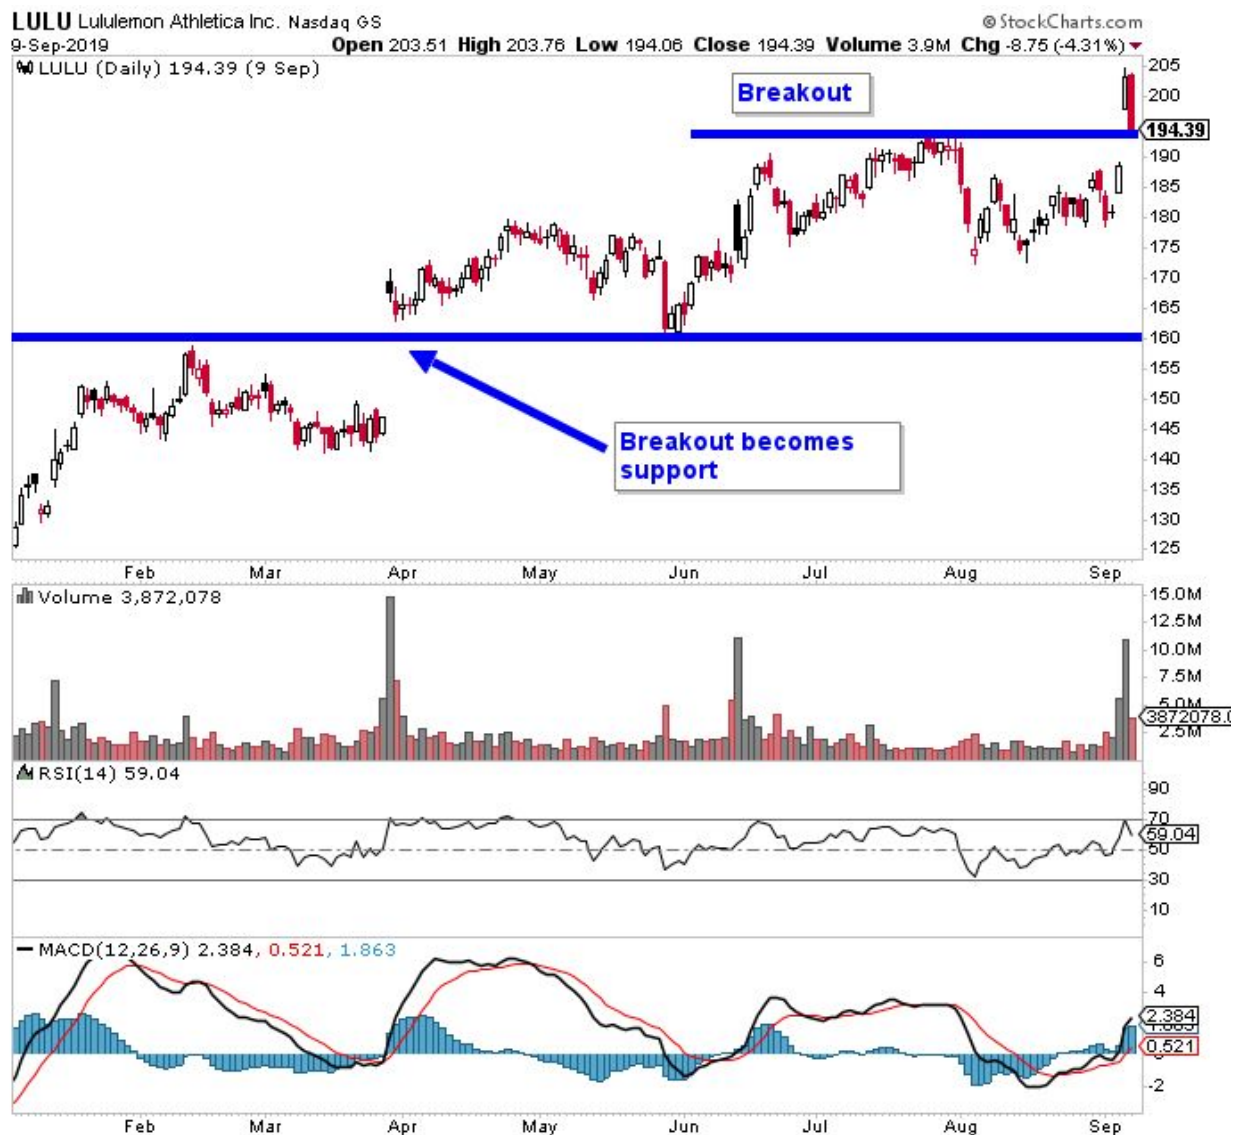 LULU Lululemon Athletica Inc. Nasdaq GS © StockCharts.com
9-Sep-2019 Open 203.51 High 203.76 Low 194.06 Close 194.39 Volume 3.9M Chg -8.75 (-4.31%)
LULU (Daily) 194.39 (9 Sep)
Breakout
205
200
194.39
190
185
180
175
170
165
160
155
150
145
140
135
130
125
Breakout becomes
support
Feb Mar Apr May Jun Jul Aug Sep
Volume 3,872,078
15.0M
12.5M
10.0M
7.5M
5.0M
3872078.0
2.5M
RSI(14) 59.04
90
70
59.04
50
30
10
MACD(12,26,9) 2.384, 0.521, 1.863
6
4
2.384
1.863
0.521
0
-2
Feb Mar Apr May Jun Jul Aug Sep